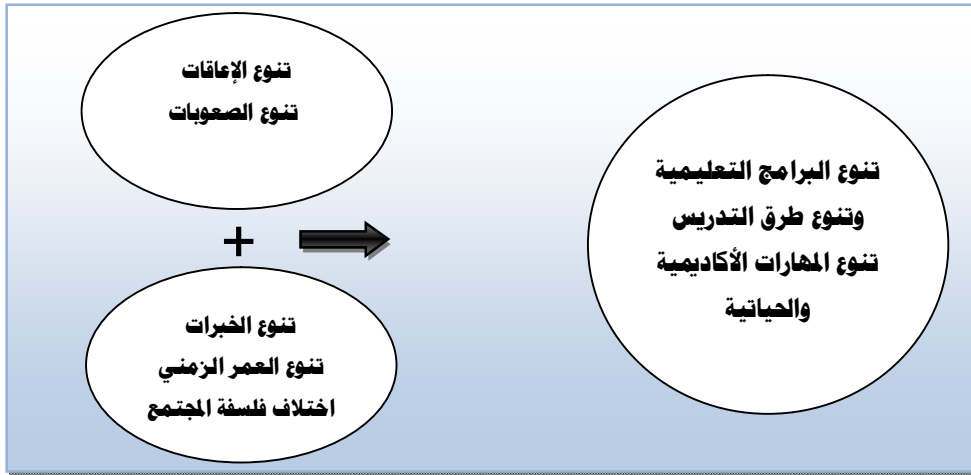 تنوع الإعاقات
تنوع الصعوبات
+
تنوع الخبرات
تنوع العمر الزمني
اختلاف فلسفة المجتمع
تنوع البرامج التعليمية
وتنوع طرق التدريس
تنوع المهارات الأكاديمية
والحياتية